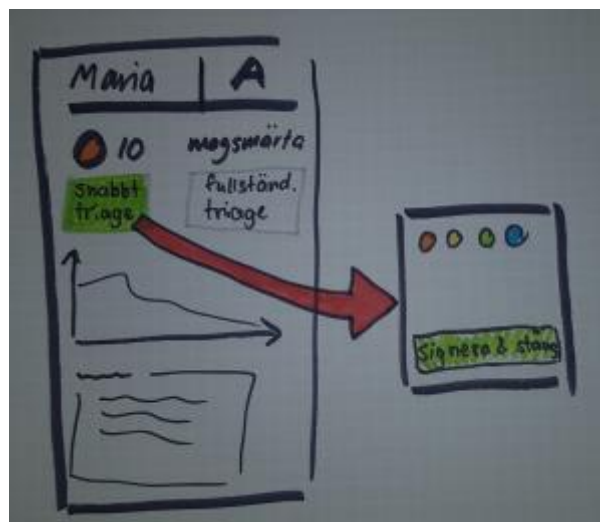 Maria A
10 magsmärta
snabbt
triage
fullständ.
triage
signera & stäng